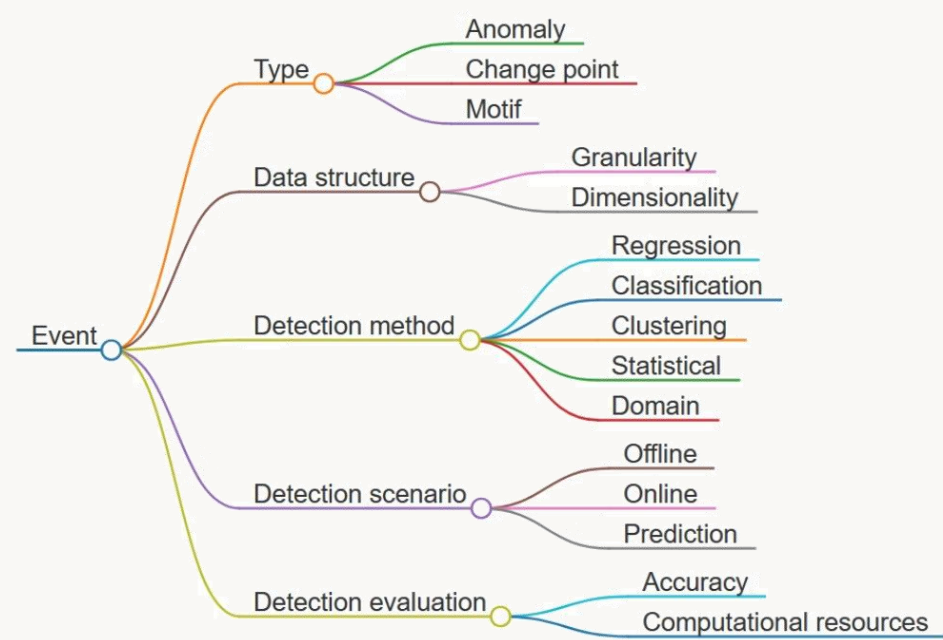 Event
Type
Anomaly
Change point
Motif
Data structure
Granularity
Dimensionality
Detection method
Regression
Classification
Clustering
Statistical
Domain
Detection scenario
Offline
Online
Prediction
Detection evaluation
Accuracy
Computational resources